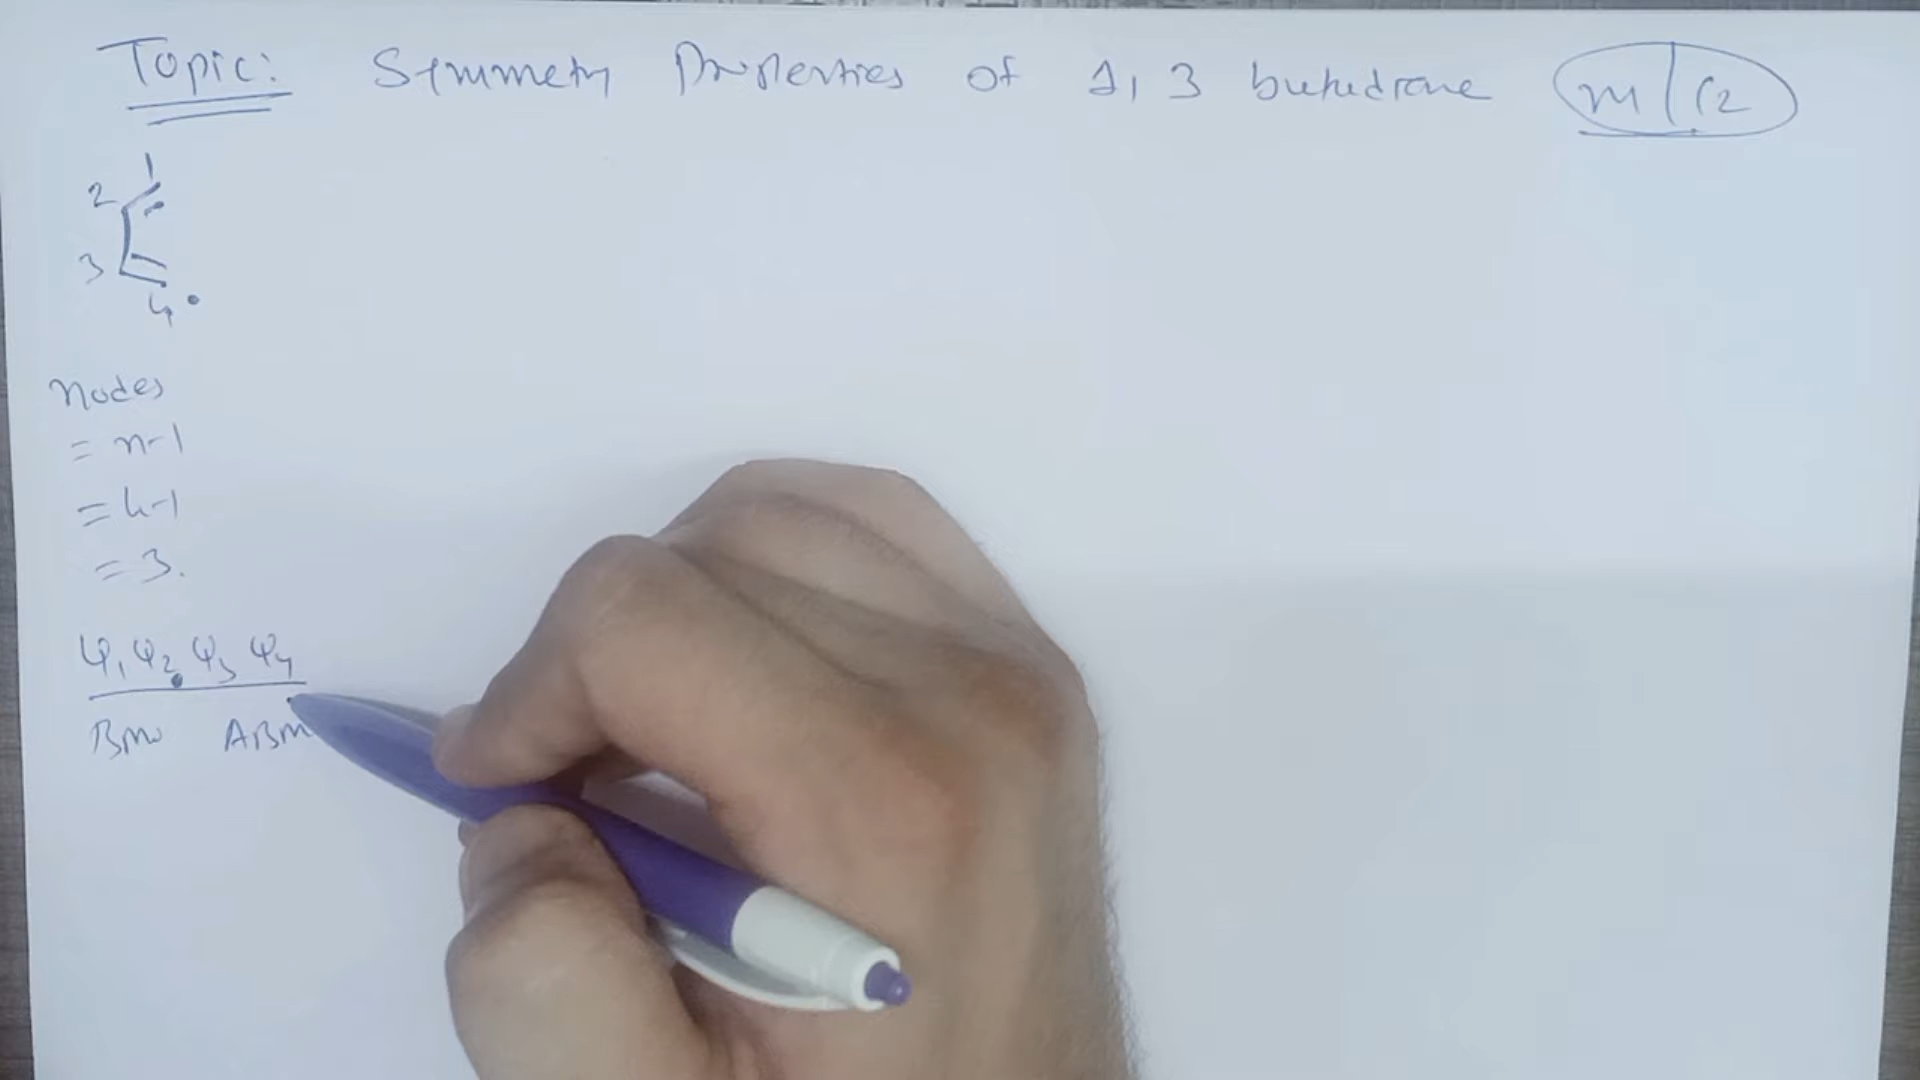 Topic: Symmetry Properties of 1,3 butediene m/C2
1
2
3
4
nodes
= n-1
= 4-1
= 3.
Ψ1 Ψ2 Ψ3 Ψ4
BMO ABM